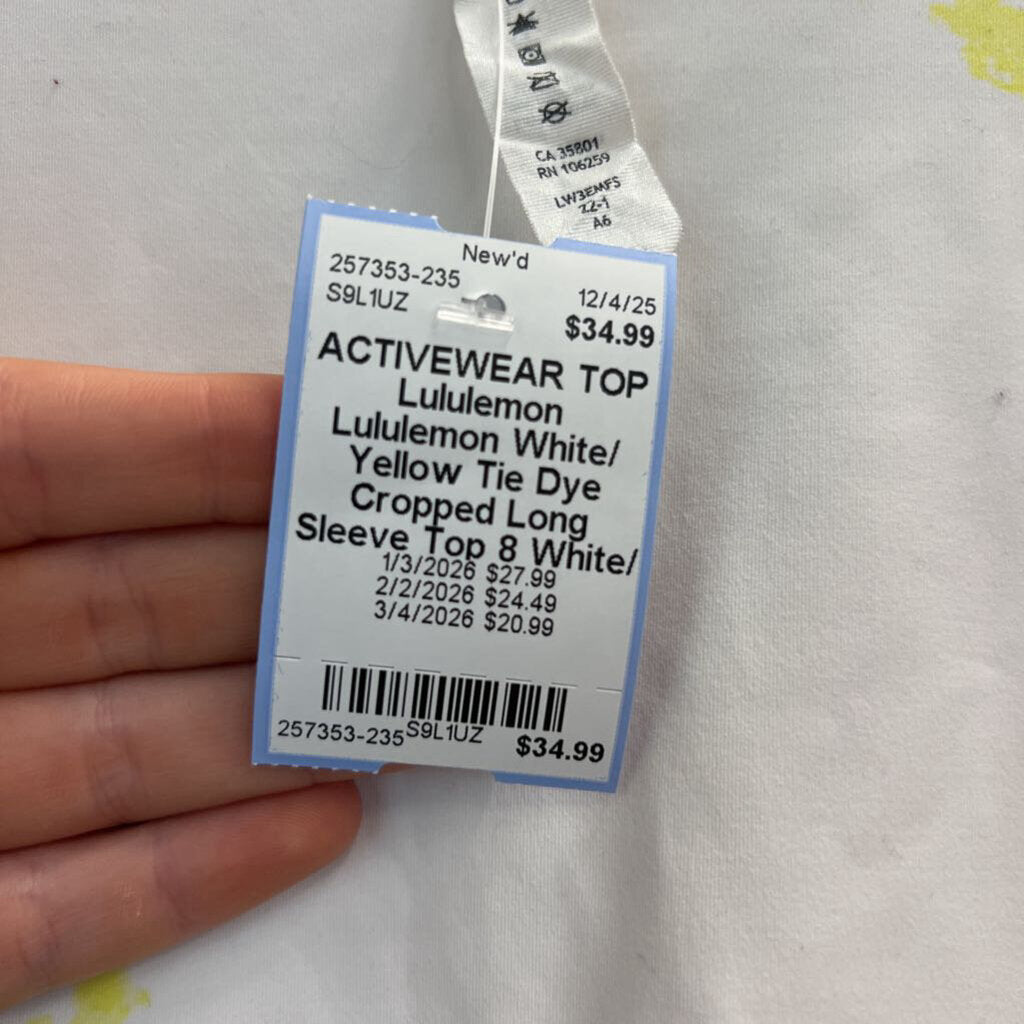 CA 35801
RN 106259
LW3EMFS
22-1
A6
New'd
257353-235
S9L1UZ
12/4/25
$34.99
ACTIVEWEAR TOP
Lululemon
Lululemon White/
Yellow Tie Dye
Cropped Long
Sleeve Top 8 White/
1/3/2026 $27.99
2/2/2026 $24.49
3/4/2026 $20.99
257353-235 S9L1UZ $34.99